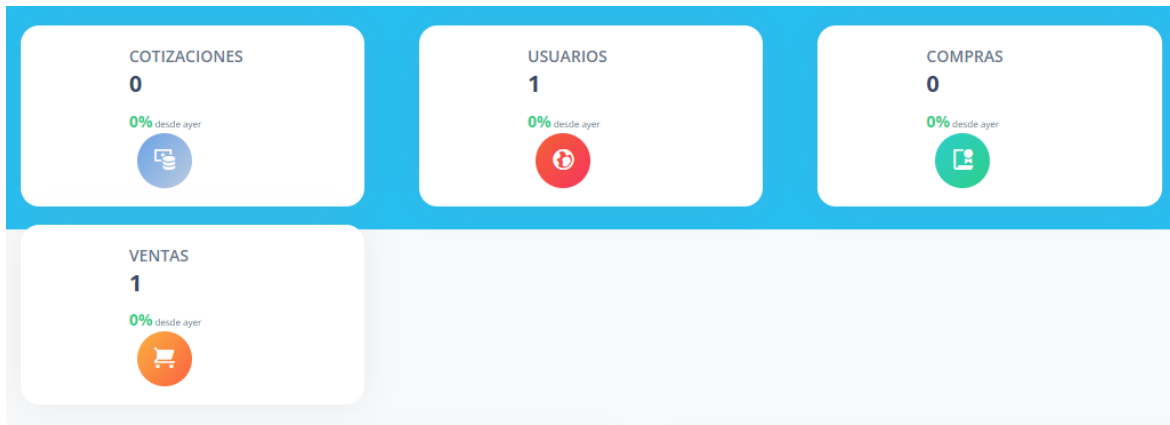 COTIZACIONES
0
0% desde ayer
USUARIOS
1
0% desde ayer
COMPRAS
0
0% desde ayer
VENTAS
1
0% desde ayer